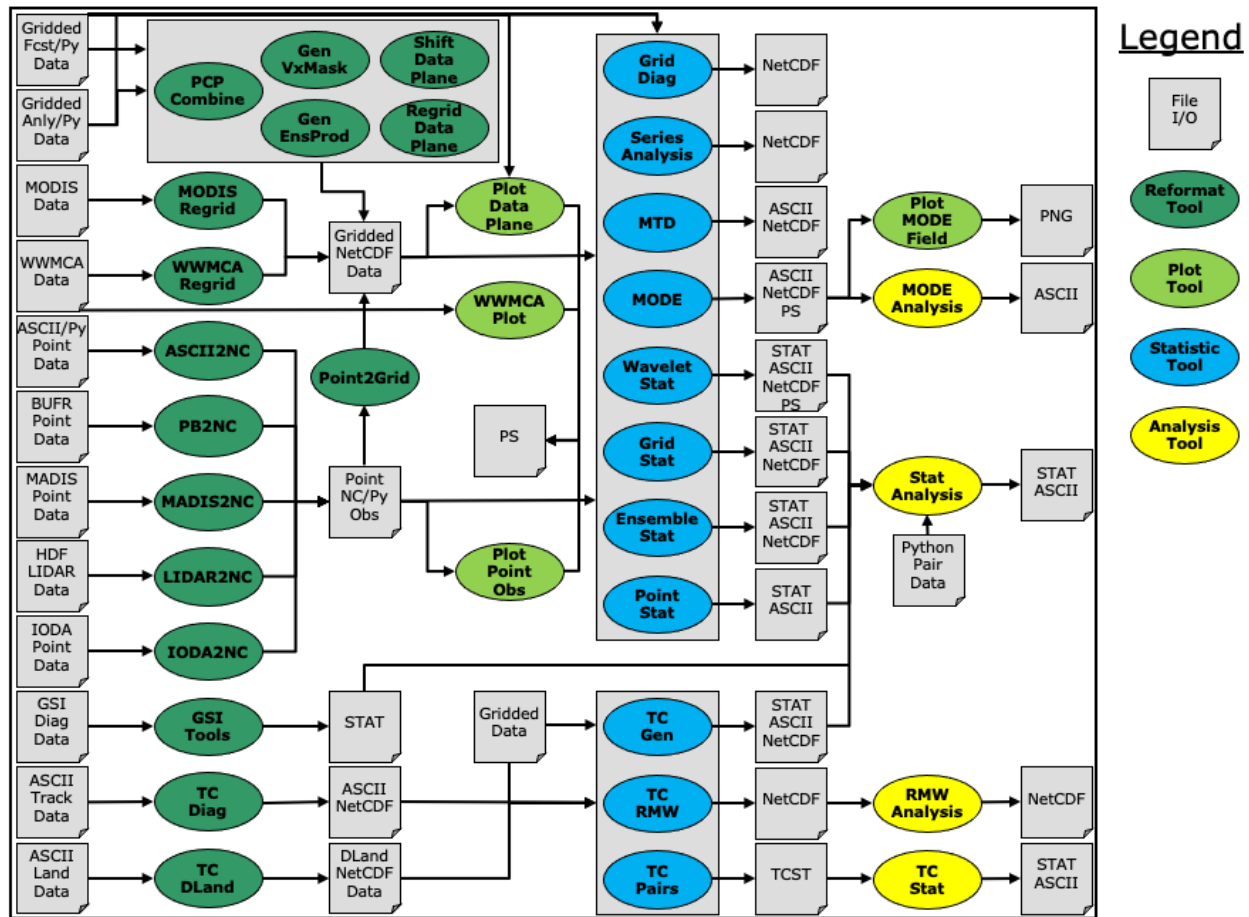 Gridded
Fcst/Py
Data
Gridded
Anly/Py
Data
PCP
Combine
Gen
VxMask
Shift
Data
Plane
Gen
EnsProd
Regrid
Data
Plane
Grid
Diag
NetCDF
Series
Analysis
NetCDF
MODIS
Data
MODIS
Regrid
Gridded
NetCDF
Data
Plot
Data
Plane
MTD
ASCII
NetCDF
Plot
MODE
Field
PNG
WWMCA
Data
WWMCA
Regrid
WWMCA
Plot
MODE
ASCII
NetCDF
PS
MODE
Analysis
ASCII
ASCII/Py
Point
Data
ASCII2NC
Point2Grid
Wavelet
Stat
STAT
ASCII
NetCDF
PS
BUFR
Point
Data
PB2NC
PS
Grid
Stat
STAT
ASCII
NetCDF
Stat
Analysis
STAT
ASCII
MADIS
Point
Data
MADIS2NC
Point
NC/Py
Obs
Ensemble
Stat
STAT
ASCII
NetCDF
Python
Pair
Data
HDF
LIDAR
Data
LIDAR2NC
Plot
Point
Obs
Point
Stat
STAT
ASCII
IODA
Point
Data
IODA2NC
GSI
Diag
Data
GSI
Tools
STAT
Gridded
Data
TC
Gen
STAT
ASCII
NetCDF
ASCII
Track
Data
TC
Diag
ASCII
NetCDF
TC
RMW
NetCDF
RMW
Analysis
NetCDF
ASCII
Land
Data
TC
DLand
DLand
NetCDF
Data
TC
Pairs
TCST
TC
Stat
STAT
ASCII
Legend
File
I/O
Reformat
Tool
Plot
Tool
Statistic
Tool
Analysis
Tool